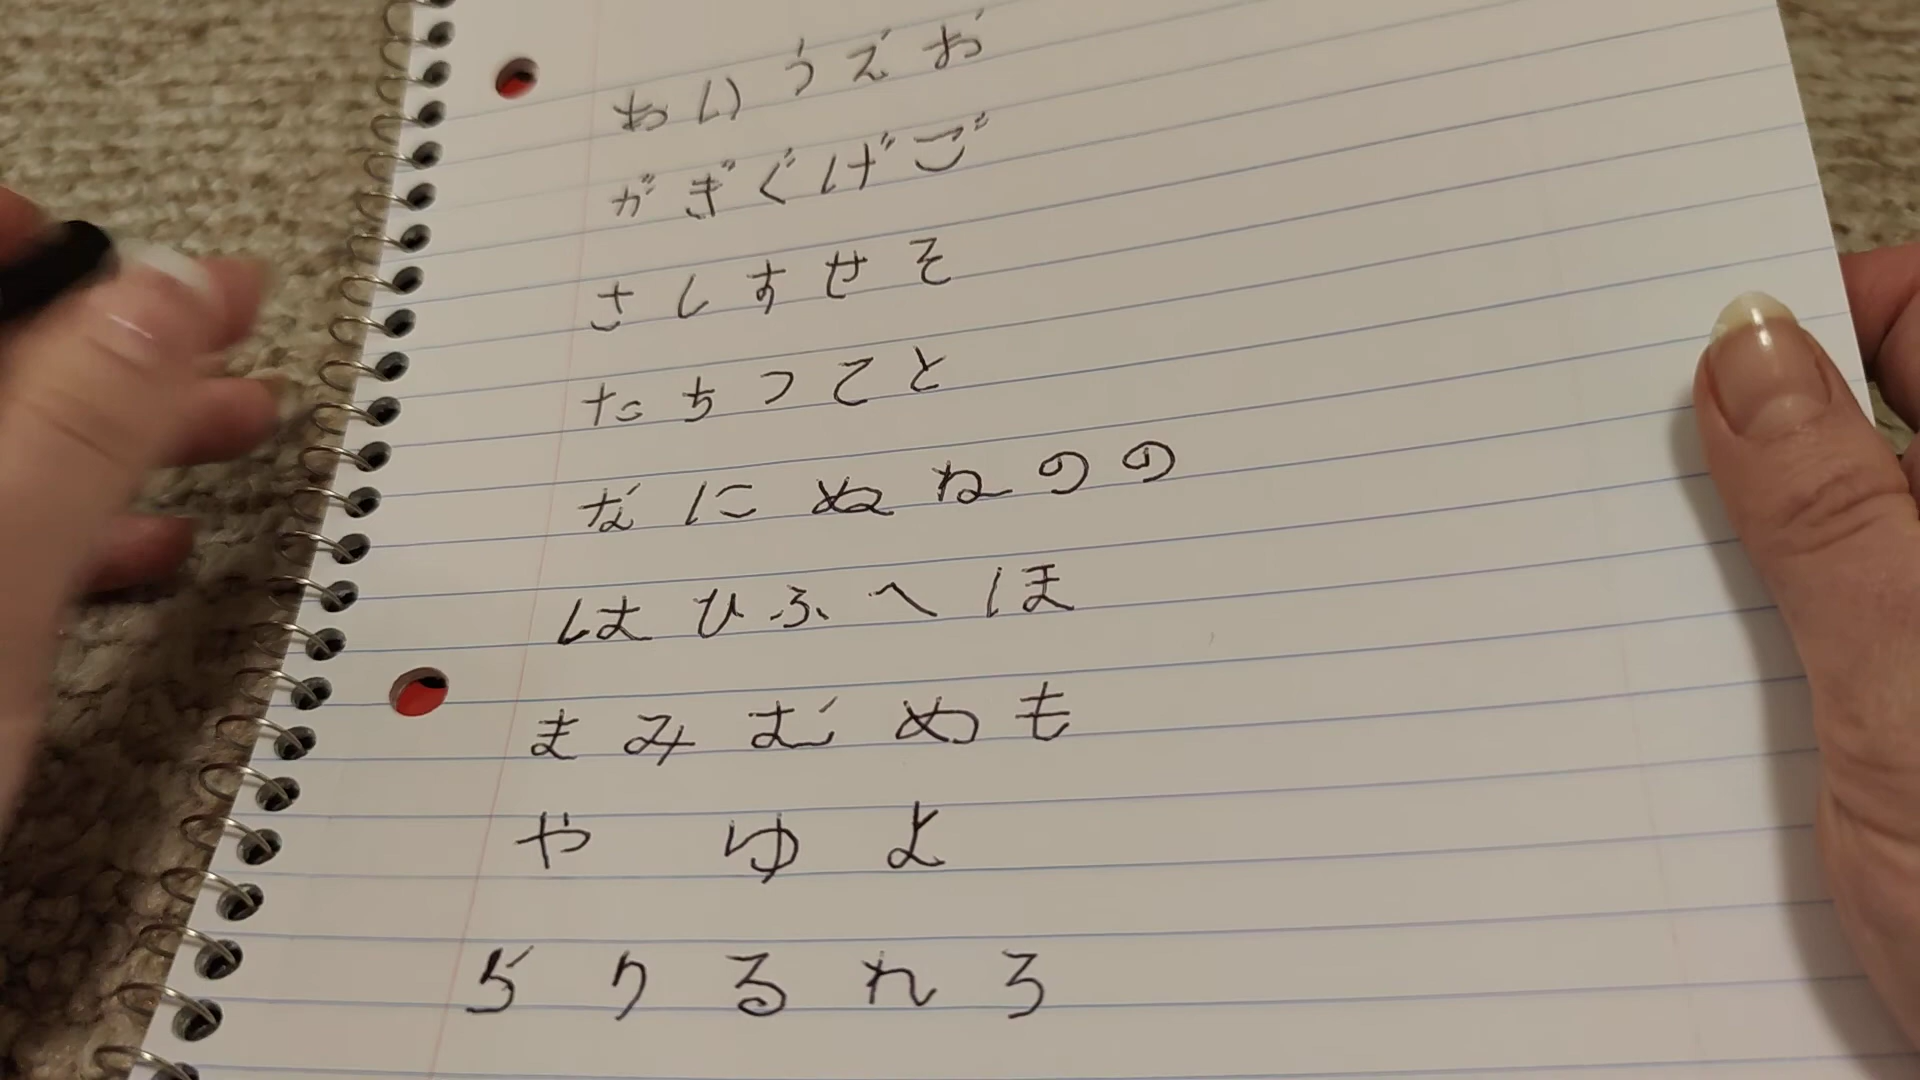 あいうえお
がぎぐげご
さしすせそ
たちつてと
なにぬねのの
はひふへほ
まみむめも
やゆよ
らりるれろ